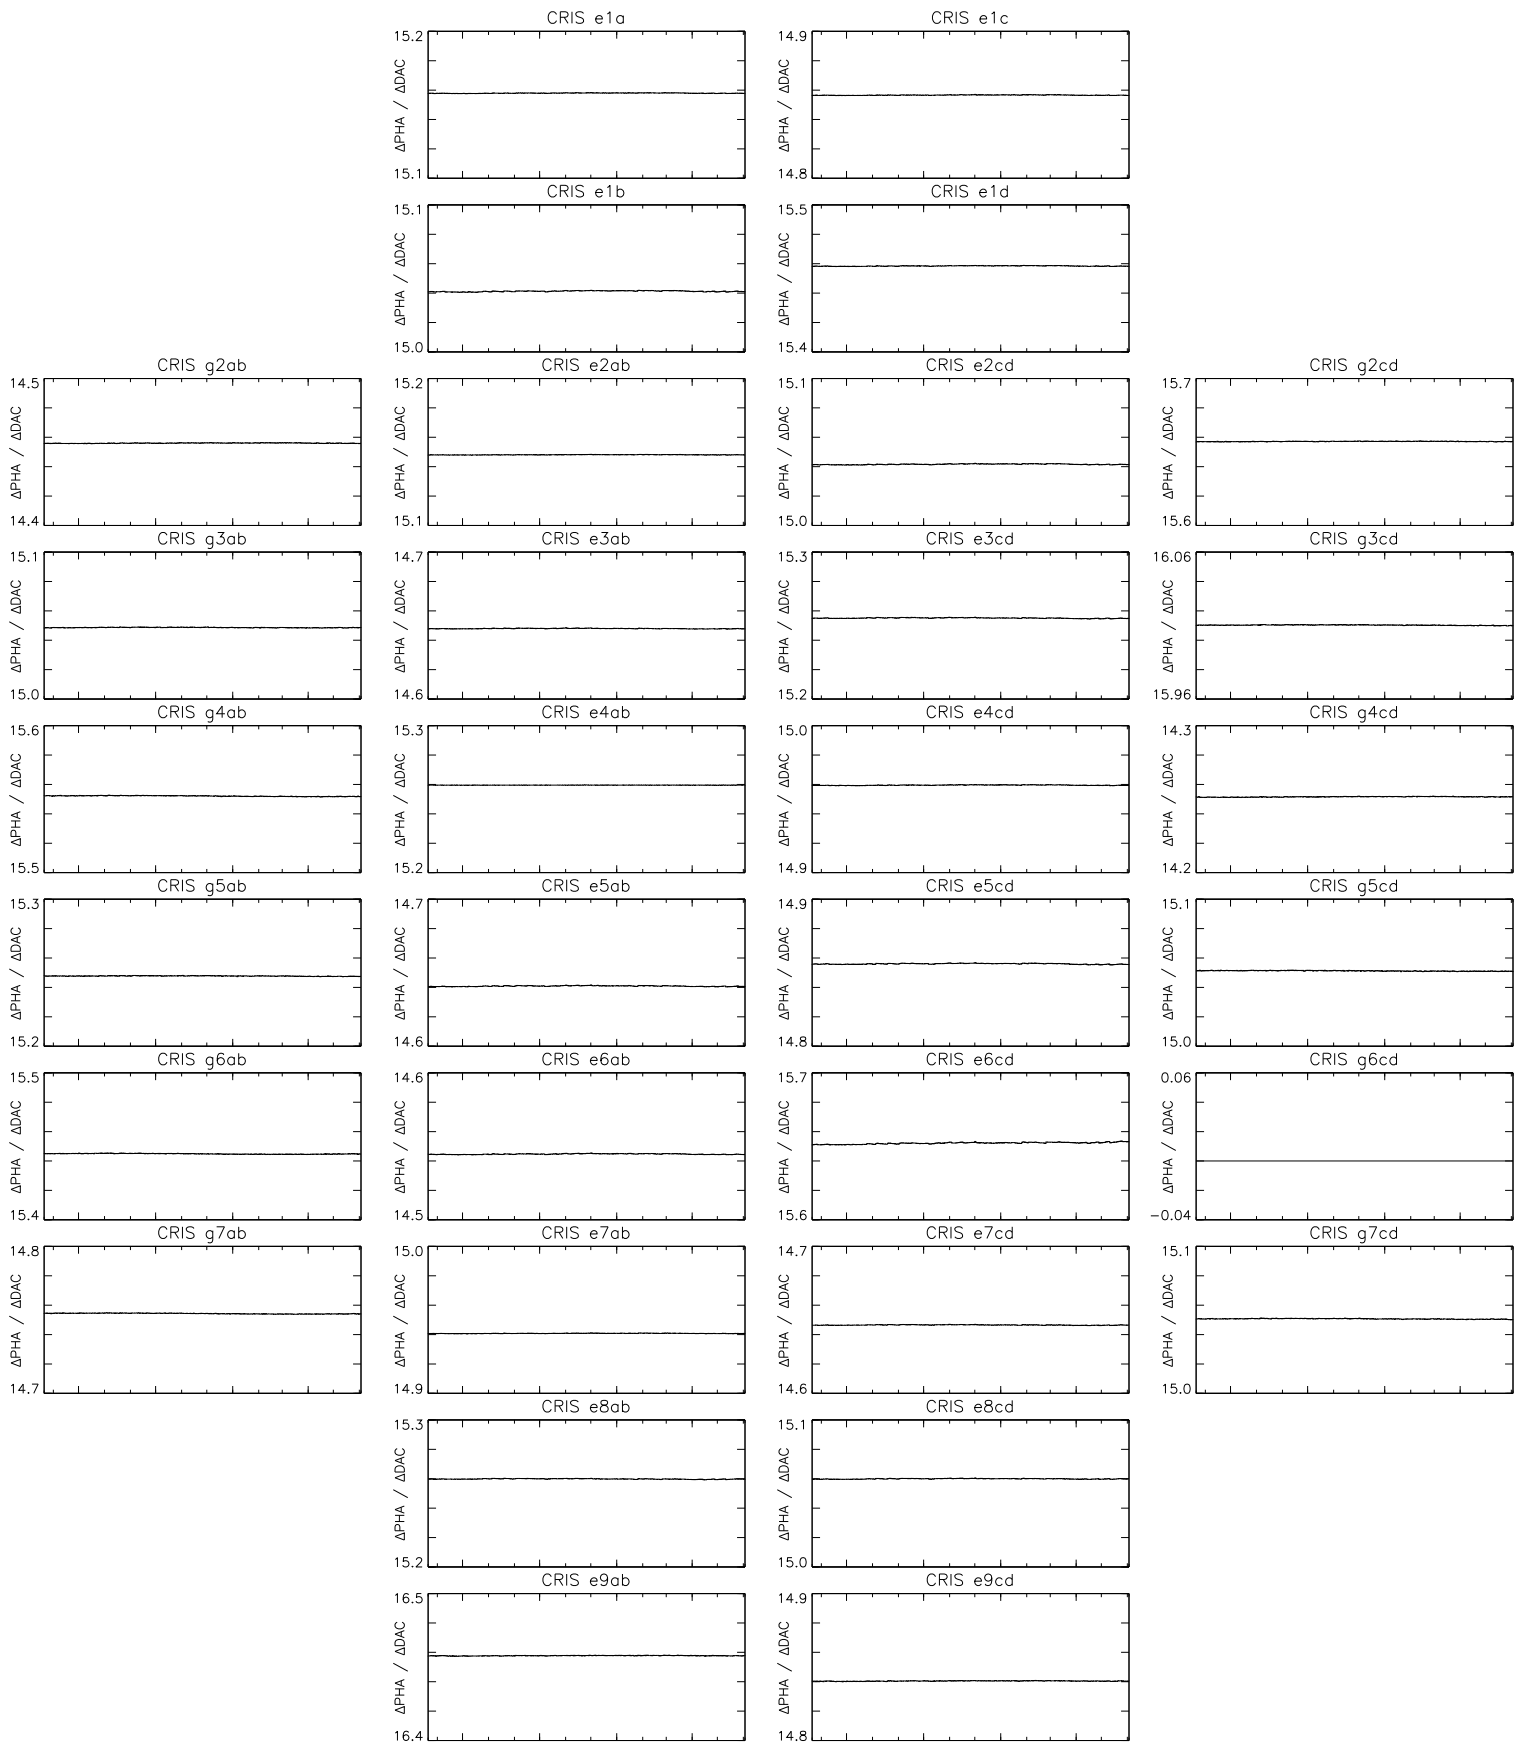 CRIS e1a
15.2
ΔPHA / ΔDAC
15.1
CRIS e1c
14.9
ΔPHA / ΔDAC
14.8
CRIS e1b
15.1
ΔPHA / ΔDAC
15.0
CRIS e1d
15.5
ΔPHA / ΔDAC
15.4
CRIS g2ab
14.5
ΔPHA / ΔDAC
14.4
CRIS e2ab
15.2
ΔPHA / ΔDAC
15.1
CRIS e2cd
15.1
ΔPHA / ΔDAC
15.0
CRIS g2cd
15.7
ΔPHA / ΔDAC
15.6
CRIS g3ab
15.1
ΔPHA / ΔDAC
15.0
CRIS e3ab
14.7
ΔPHA / ΔDAC
14.6
CRIS e3cd
15.3
ΔPHA / ΔDAC
15.2
CRIS g3cd
16.06
ΔPHA / ΔDAC
15.96
CRIS g4ab
15.6
ΔPHA / ΔDAC
15.5
CRIS e4ab
15.3
ΔPHA / ΔDAC
15.2
CRIS e4cd
15.0
ΔPHA / ΔDAC
14.9
CRIS g4cd
14.3
ΔPHA / ΔDAC
14.2
CRIS g5ab
15.3
ΔPHA / ΔDAC
15.2
CRIS e5ab
14.7
ΔPHA / ΔDAC
14.6
CRIS e5cd
14.9
ΔPHA / ΔDAC
14.8
CRIS g5cd
15.1
ΔPHA / ΔDAC
15.0
CRIS g6ab
15.5
ΔPHA / ΔDAC
15.4
CRIS e6ab
14.6
ΔPHA / ΔDAC
14.5
CRIS e6cd
15.7
ΔPHA / ΔDAC
15.6
CRIS g6cd
0.06
ΔPHA / ΔDAC
−0.04
CRIS g7ab
14.8
ΔPHA / ΔDAC
14.7
CRIS e7ab
15.0
ΔPHA / ΔDAC
14.9
CRIS e7cd
14.7
ΔPHA / ΔDAC
14.6
CRIS g7cd
15.1
ΔPHA / ΔDAC
15.0
CRIS e8ab
15.3
ΔPHA / ΔDAC
15.2
CRIS e8cd
15.1
ΔPHA / ΔDAC
15.0
CRIS e9ab
16.5
ΔPHA / ΔDAC
16.4
CRIS e9cd
14.9
ΔPHA / ΔDAC
14.8